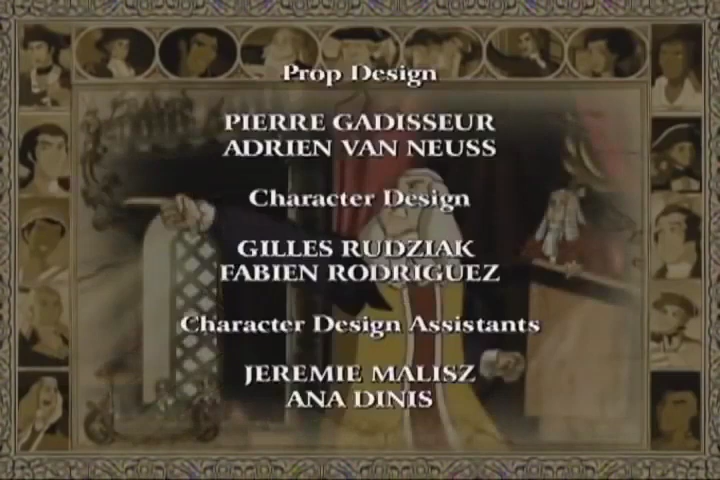 Prop Design
PIERRE GADISSEUR
ADRIEN VAN NEUSS
Character Design
GILLES RUDZIAK
FABIEN RODRIGUEZ
Character Design Assistants
JEREMIE MALISZ
ANA DINIS